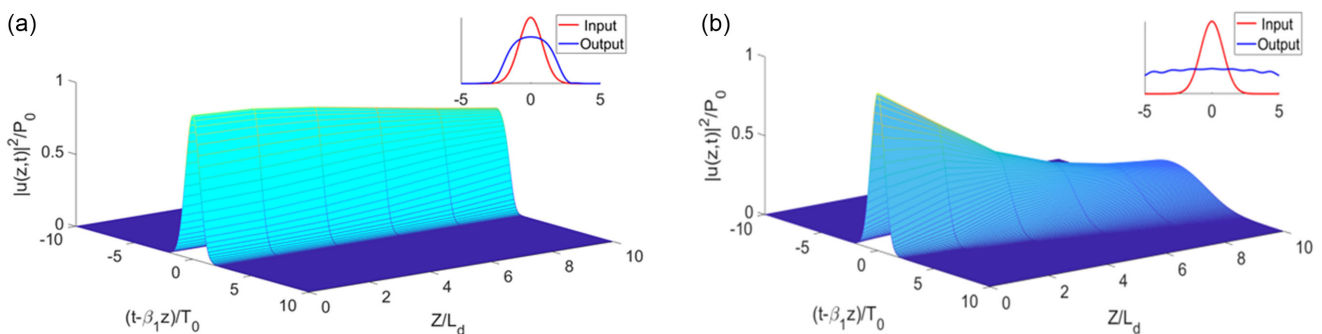 (a)
Input
Output
-5
0
5
1
0.5
0
|u(z,t)|²/P₀
-10
-5
0
5
10
(t-β₁z)/T₀
0
2
4
6
8
10
Z/L_d
(b)
Input
Output
-5
0
5
1
0.5
0
|u(z,t)|²/P₀
-10
-5
0
5
10
(t-β₁z)/T₀
0
2
4
6
8
10
Z/L_d